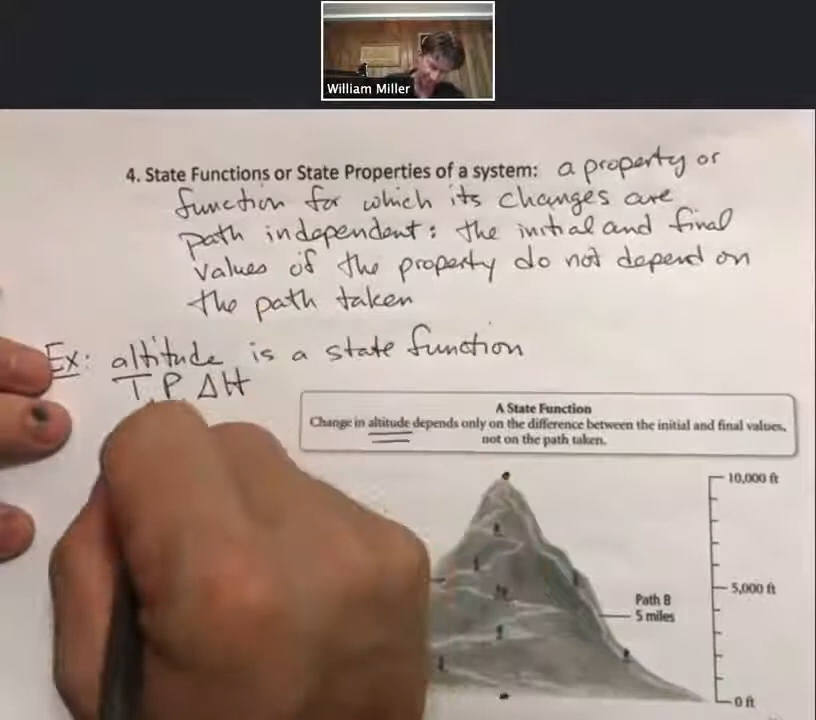 William Miller
4. State Functions or State Properties of a system: a property or
function for which its changes are
path independent: the initial and final
values of the property do not depend on
the path taken
Ex: altitude is a state function
T, P, ΔH
A State Function
Change in altitude depends only on the difference between the initial and final values,
not on the path taken.
10,000 ft
5,000 ft
Path B
5 miles
0 ft